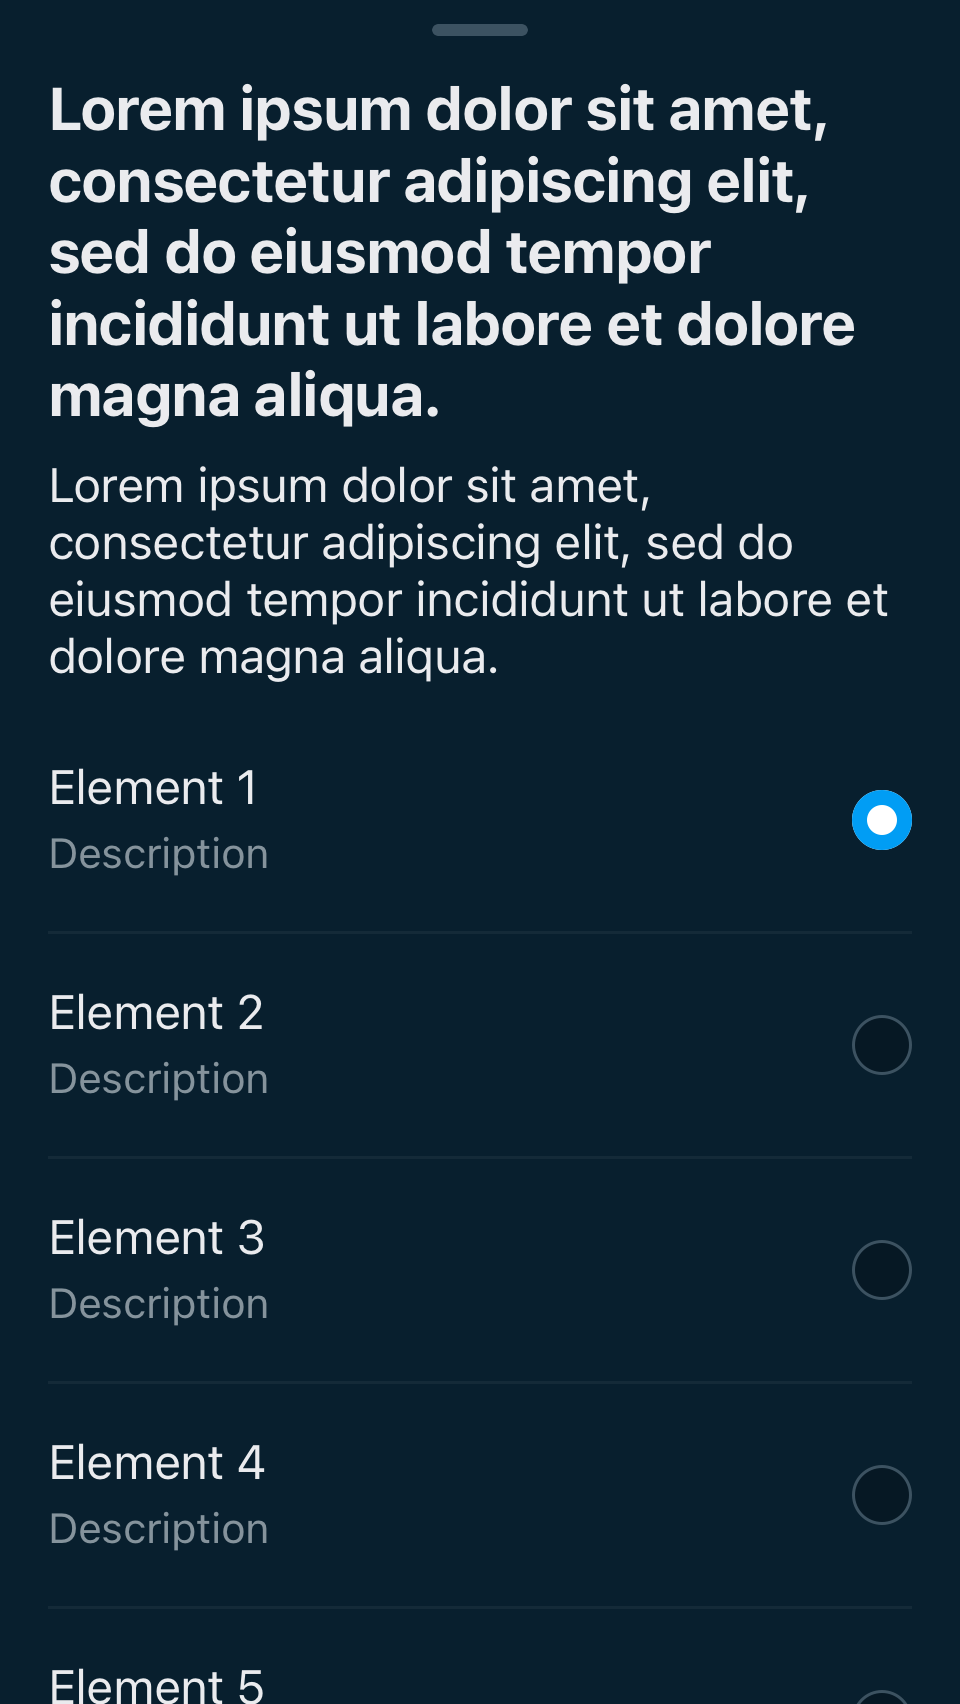 Lorem ipsum dolor sit amet,
consectetur adipiscing elit,
sed do eiusmod tempor
incididunt ut labore et dolore
magna aliqua.
Lorem ipsum dolor sit amet,
consectetur adipiscing elit, sed do
eiusmod tempor incididunt ut labore et
dolore magna aliqua.
Element 1
Description
Element 2
Description
Element 3
Description
Element 4
Description
Element 5